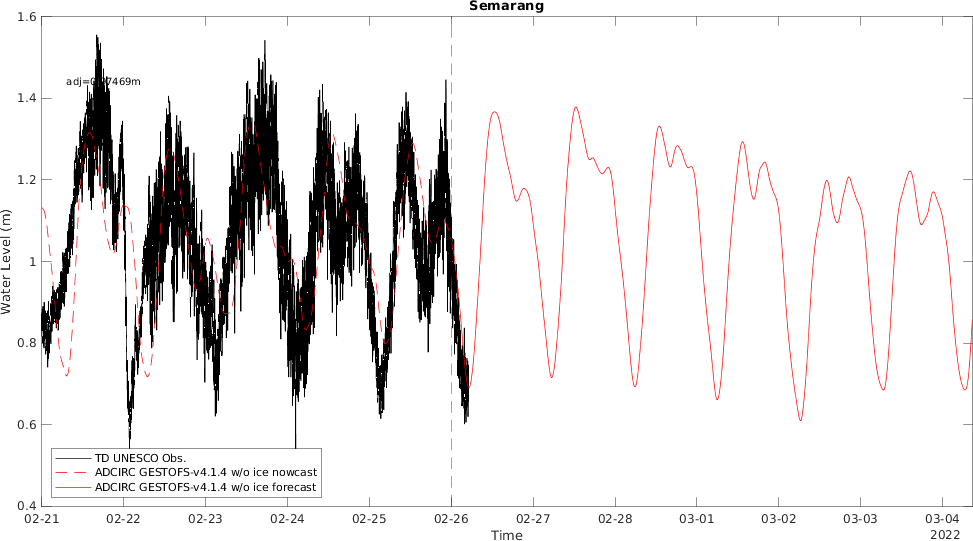 Semarang
1.6
1.4
1.2
1
0.8
0.6
0.4
Water Level (m)
TD UNESCO Obs.
ADCIRC GESTOFS-v4.1.4 w/o ice nowcast
ADCIRC GESTOFS-v4.1.4 w/o ice forecast
02-21 02-22 02-23 02-24 02-25 02-26 02-27 02-28 03-01 03-02 03-03 03-04
Time
2022